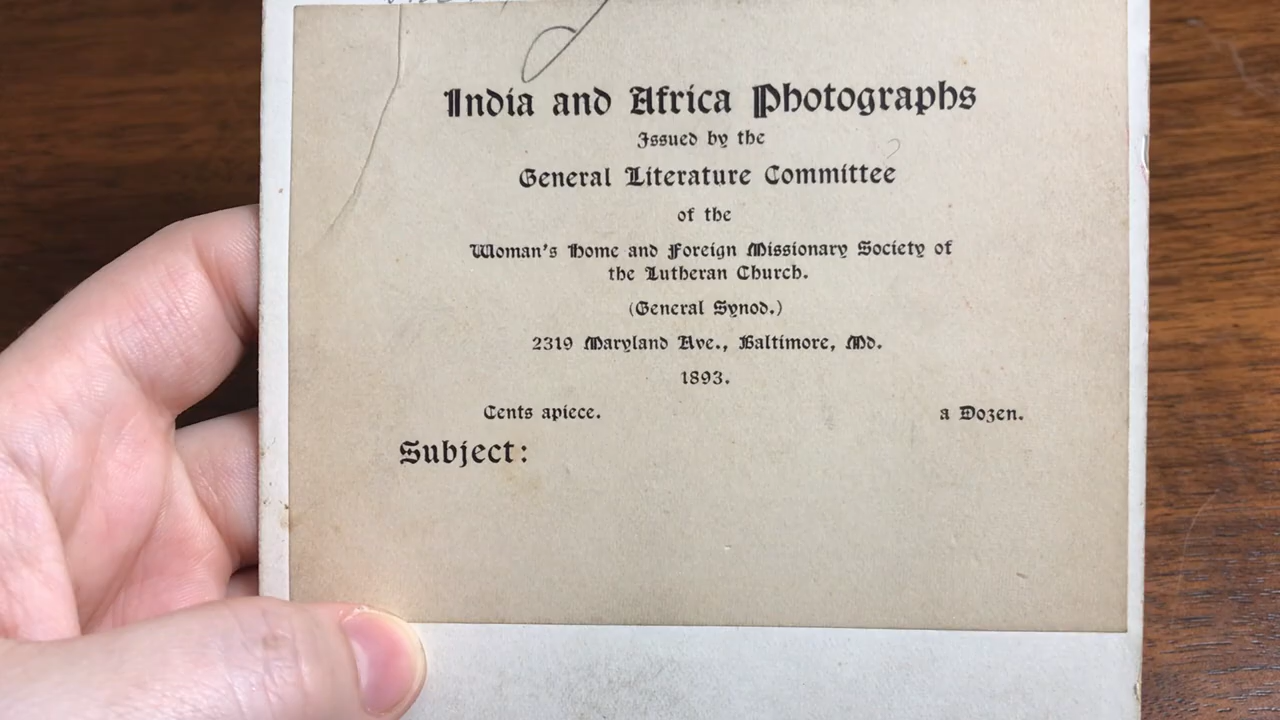 India and Africa Photographs
Issued by the
General Literature Committee
of the
Woman's Home and Foreign Missionary Society of
the Lutheran Church.
(General Synod.)
2319 Maryland Ave., Baltimore, Md.
1893.
Cents apiece. a Dozen.
Subject: